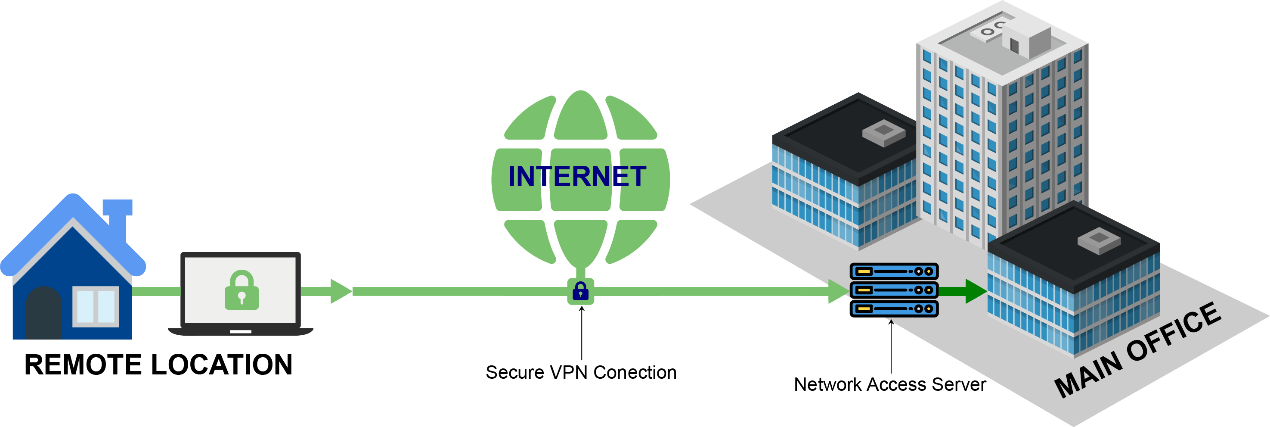 INTERNET
REMOTE LOCATION
Secure VPN Conection
Network Access Server
MAIN OFFICE